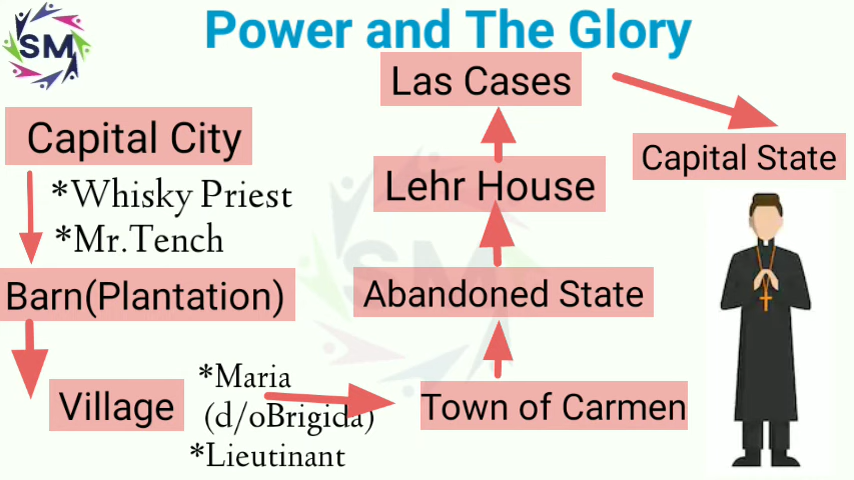 SM
Power and The Glory
Capital City
*Whisky Priest
*Mr.Tench
Barn(Plantation)
Village
*Maria
(d/oBrigida)
*Lieutinant
Town of Carmen
Abandoned State
Lehr House
Las Cases
Capital State
SM